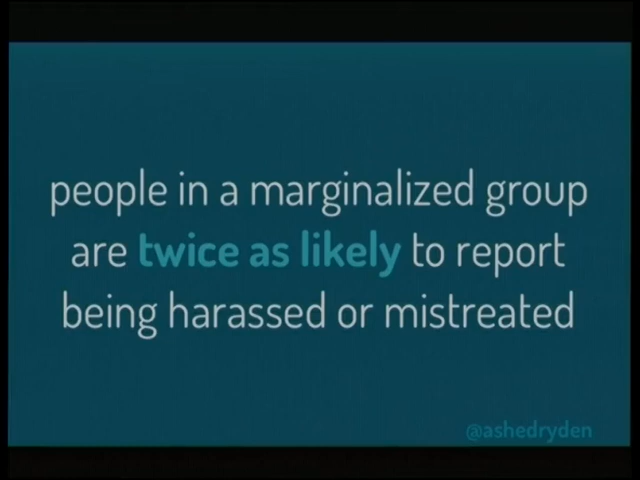 people in a marginalized group
are twice as likely to report
being harassed or mistreated
@ashedryden